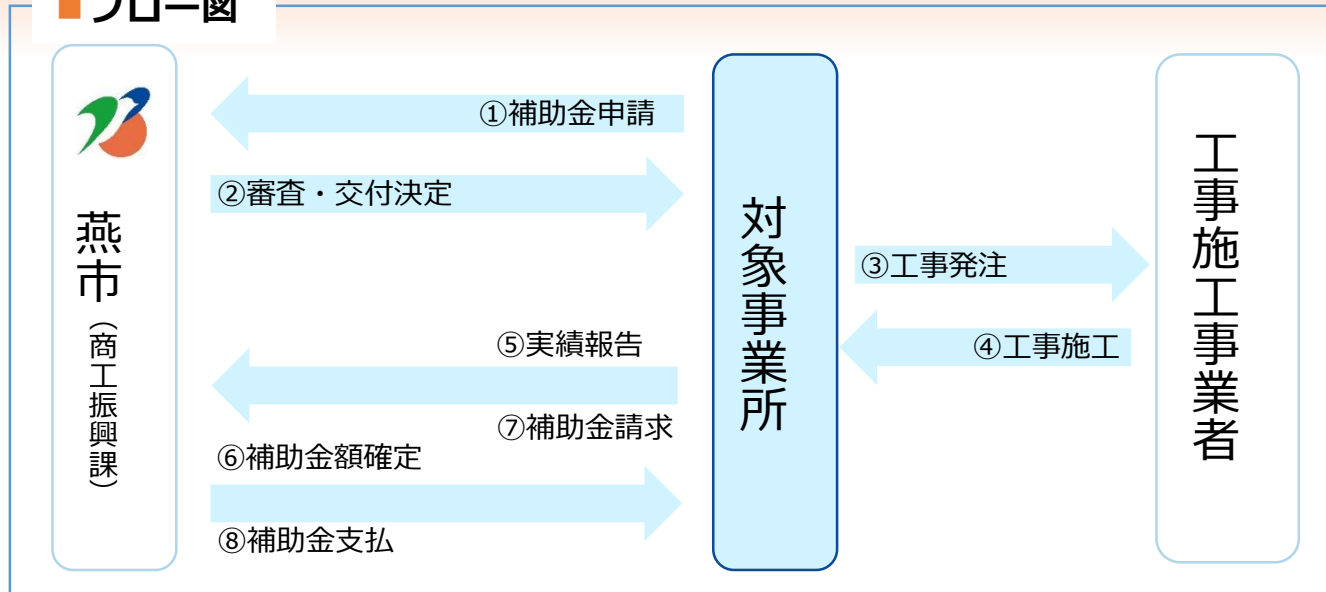 ■フロー図
燕市（商工振興課）
①補助金申請
②審査・交付決定
対象事業所
③工事発注
④工事施工
工事施工事業者
⑤実績報告
⑦補助金請求
⑥補助金額確定
⑧補助金支払